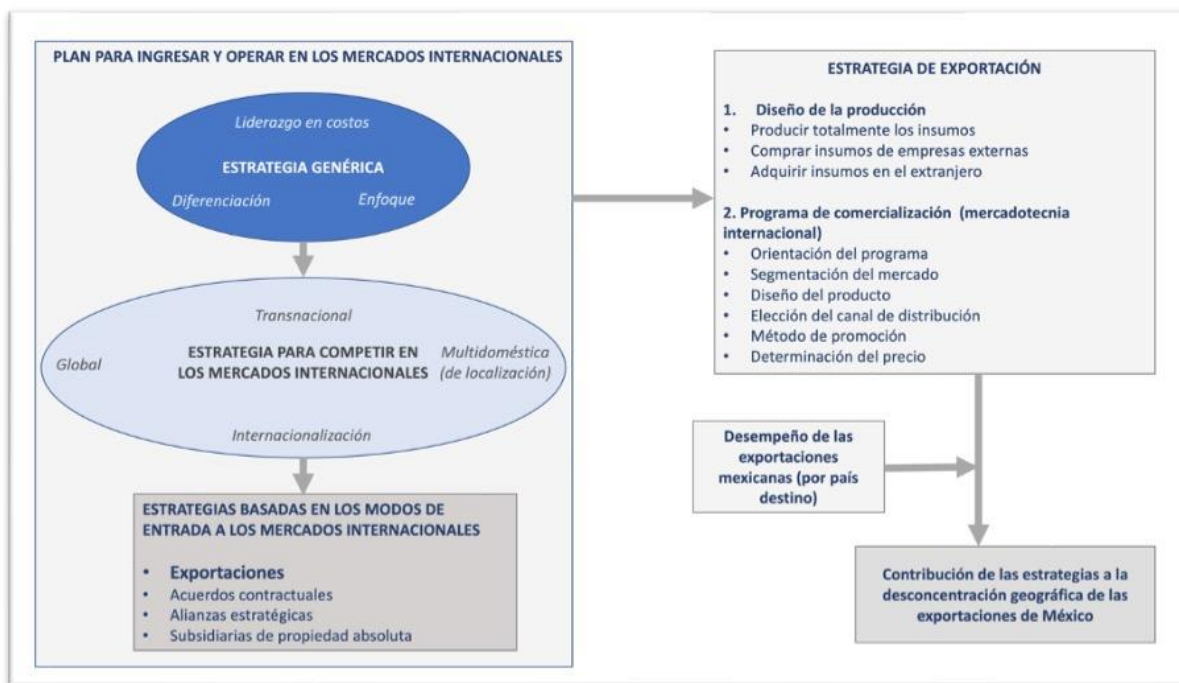 PLAN PARA INGRESAR Y OPERAR EN LOS MERCADOS INTERNACIONALES
Liderazgo en costos
ESTRATEGIA GENÉRICA
Diferenciación
Enfoque
Transnacional
Global
ESTRATEGIA PARA COMPETIR EN
LOS MERCADOS INTERNACIONALES
Multidoméstica
(de localización)
Internacionalización
ESTRATEGIAS BASADAS EN LOS MODOS DE
ENTRADA A LOS MERCADOS INTERNACIONALES
• Exportaciones
• Acuerdos contractuales
• Alianzas estratégicas
• Subsidiarias de propiedad absoluta
ESTRATEGIA DE EXPORTACIÓN
1. Diseño de la producción
• Producir totalmente los insumos
• Comprar insumos de empresas externas
• Adquirir insumos en el extranjero
2. Programa de comercialización (mercadotecnia
internacional)
• Orientación del programa
• Segmentación del mercado
• Diseño del producto
• Elección del canal de distribución
• Método de promoción
• Determinación del precio
Desempeño de las
exportaciones
mexicanas (por país
destino)
Contribución de las estrategias a la
desconcentración geográfica de las
exportaciones de México